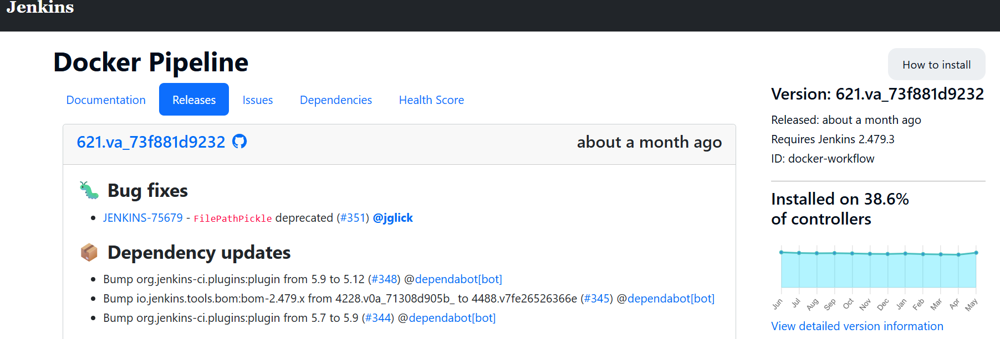 Jenkins
Docker Pipeline
How to install
Documentation Releases Issues Dependencies Health Score
621.va_73f881d9232 about a month ago
Bug fixes
JENKINS-75679 - FilePathPickle deprecated (#351) @jglick
Dependency updates
Bump org.jenkins-ci.plugins:plugin from 5.9 to 5.12 (#348) @dependabot[bot]
Bump io.jenkins.tools.bom:bom-2.479.x from 4228.v0a_71308d905b_ to 4488.v7fe26526366e (#345) @dependabot[bot]
Bump org.jenkins-ci.plugins:plugin from 5.7 to 5.9 (#344) @dependabot[bot]
Version: 621.va_73f881d9232
Released: about a month ago
Requires Jenkins 2.479.3
ID: docker-workflow
Installed on 38.6%
of controllers
Jun Jul Aug Sep Oct Nov Dec Jan Feb Mar Apr May
View detailed version information